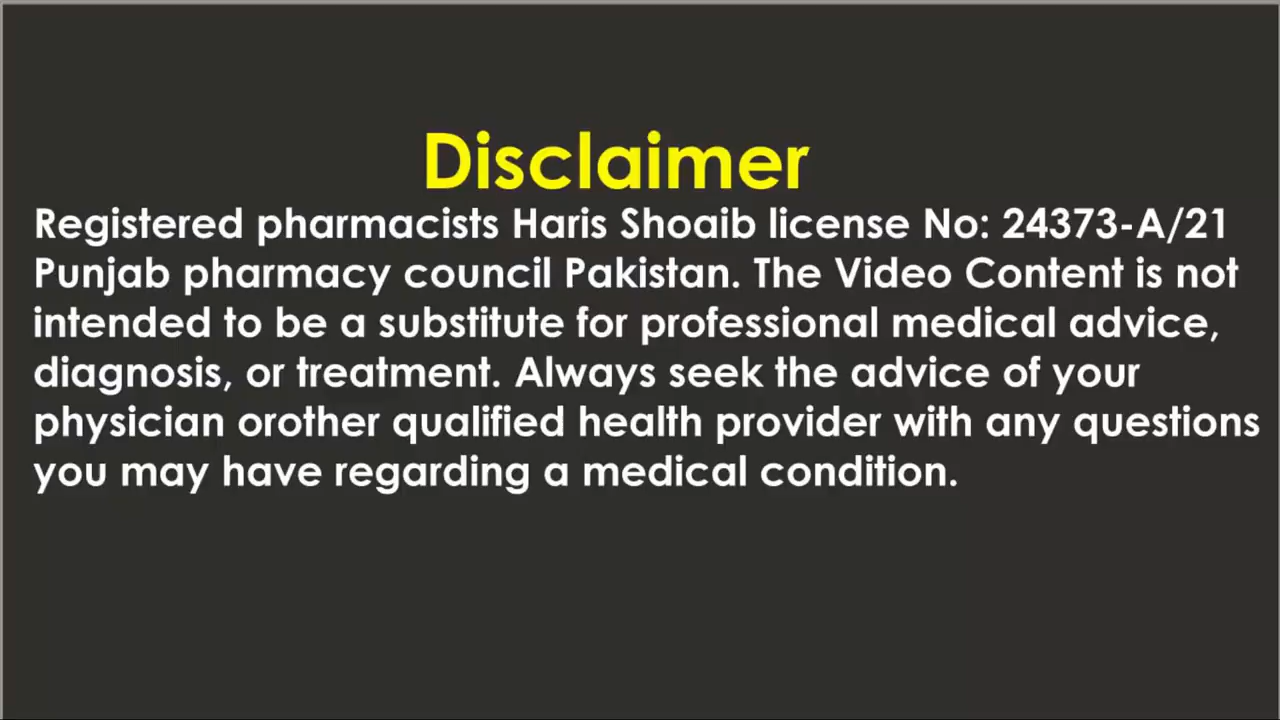 Disclaimer
Registered pharmacists Haris Shoaib license No: 24373-A/21
Punjab pharmacy council Pakistan. The Video Content is not
intended to be a substitute for professional medical advice,
diagnosis, or treatment. Always seek the advice of your
physician orother qualified health provider with any questions
you may have regarding a medical condition.